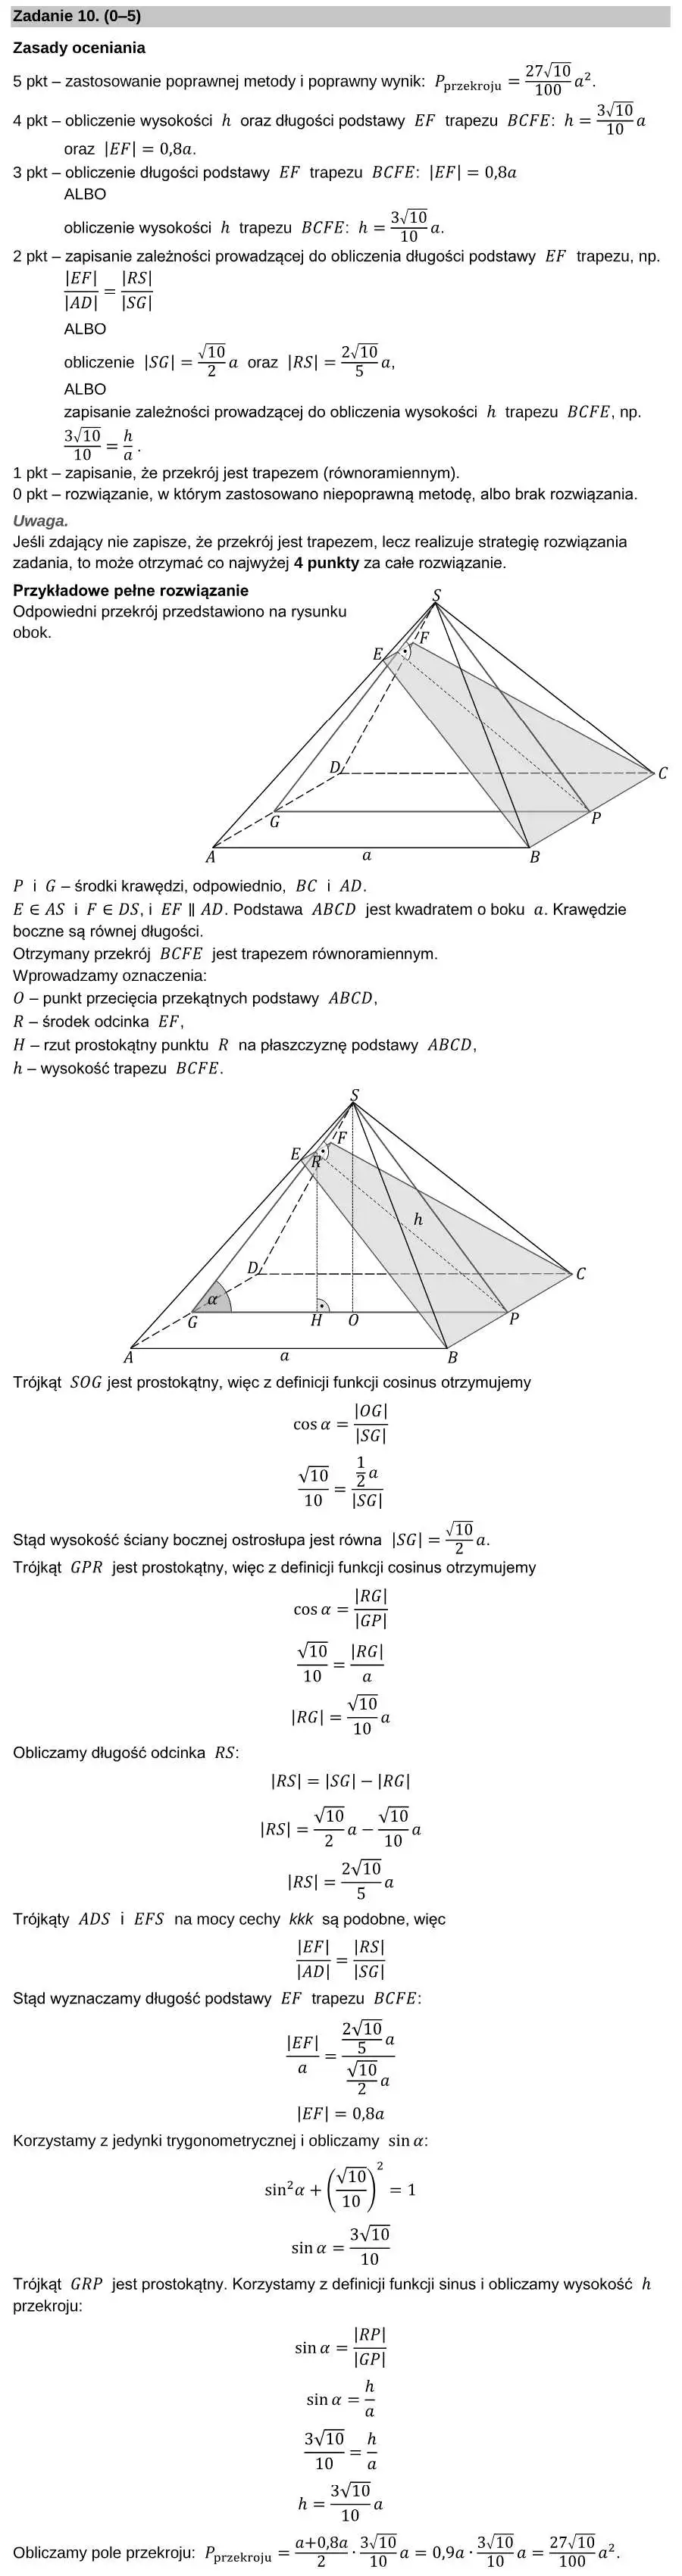 Zadanie 10. (0–5)
Zasady oceniania
5 pkt – zastosowanie poprawnej metody i poprawny wynik: P_przekroju = 27√10/100 a².
4 pkt – obliczenie wysokości h oraz długości podstawy EF trapezu BCFE: h = 3√10/10 a
oraz |EF| = 0,8a.
3 pkt – obliczenie długości podstawy EF trapezu BCFE: |EF| = 0,8a
ALBO
obliczenie wysokości h trapezu BCFE: h = 3√10/10 a.
2 pkt – zapisanie zależności prowadzącej do obliczenia długości podstawy EF trapezu, np.
|EF|/|AD| = |RS|/|SG|
ALBO
obliczenie |SG| = √10/2 a oraz |RS| = 2√10/5 a,
ALBO
zapisanie zależności prowadzącej do obliczenia wysokości h trapezu BCFE, np.
3√10/10 = h/a.
1 pkt – zapisanie, że przekrój jest trapezem (równoramiennym).
0 pkt – rozwiązanie, w którym zastosowano niepoprawną metodę, albo brak rozwiązania.
Uwaga.
Jeśli zdający nie zapisze, że przekrój jest trapezem, lecz realizuje strategię rozwiązania
zadania, to może otrzymać co najwyżej 4 punkty za całe rozwiązanie.
Przykładowe pełne rozwiązanie
Odpowiedni przekrój przedstawiono na rysunku
obok.
S
F
E
D
C
G
P
A
a
B
P i G – środki krawędzi, odpowiednio, BC i AD.
E ∈ AS i F ∈ DS, i EF ∥ AD. Podstawa ABCD jest kwadratem o boku a. Krawędzie
boczne są równej długości.
Otrzymany przekrój BCFE jest trapezem równoramiennym.
Wprowadzamy oznaczenia:
O – punkt przecięcia przekątnych podstawy ABCD,
R – środek odcinka EF,
H – rzut prostokątny punktu R na płaszczyznę podstawy ABCD,
h – wysokość trapezu BCFE.
S
F
E
R
h
D
C
α
G
H
O
P
A
a
B
Trójkąt SOG jest prostokątny, więc z definicji funkcji cosinus otrzymujemy
cos α = |OG|/|SG|
√10/10 = (1/2 a)/|SG|
Stąd wysokość ściany bocznej ostrosłupa jest równa |SG| = √10/2 a.
Trójkąt GPR jest prostokątny, więc z definicji funkcji cosinus otrzymujemy
cos α = |RG|/|GP|
√10/10 = |RG|/a
|RG| = √10/10 a
Obliczamy długość odcinka RS:
|RS| = |SG| − |RG|
|RS| = √10/2 a − √10/10 a
|RS| = 2√10/5 a
Trójkąty ADS i EFS na mocy cechy kkk są podobne, więc
|EF|/|AD| = |RS|/|SG|
Stąd wyznaczamy długość podstawy EF trapezu BCFE:
|EF|/a = (2√10/5 a)/(√10/2 a)
|EF| = 0,8a
Korzystamy z jedynki trygonometrycznej i obliczamy sin α:
sin²α + (√10/10)² = 1
sin α = 3√10/10
Trójkąt GRP jest prostokątny. Korzystamy z definicji funkcji sinus i obliczamy wysokość h
przekroju:
sin α = |RP|/|GP|
sin α = h/a
3√10/10 = h/a
h = 3√10/10 a
Obliczamy pole przekroju: P_przekroju = (a+0,8a)/2 · 3√10/10 a = 0,9a · 3√10/10 a = 27√10/100 a².